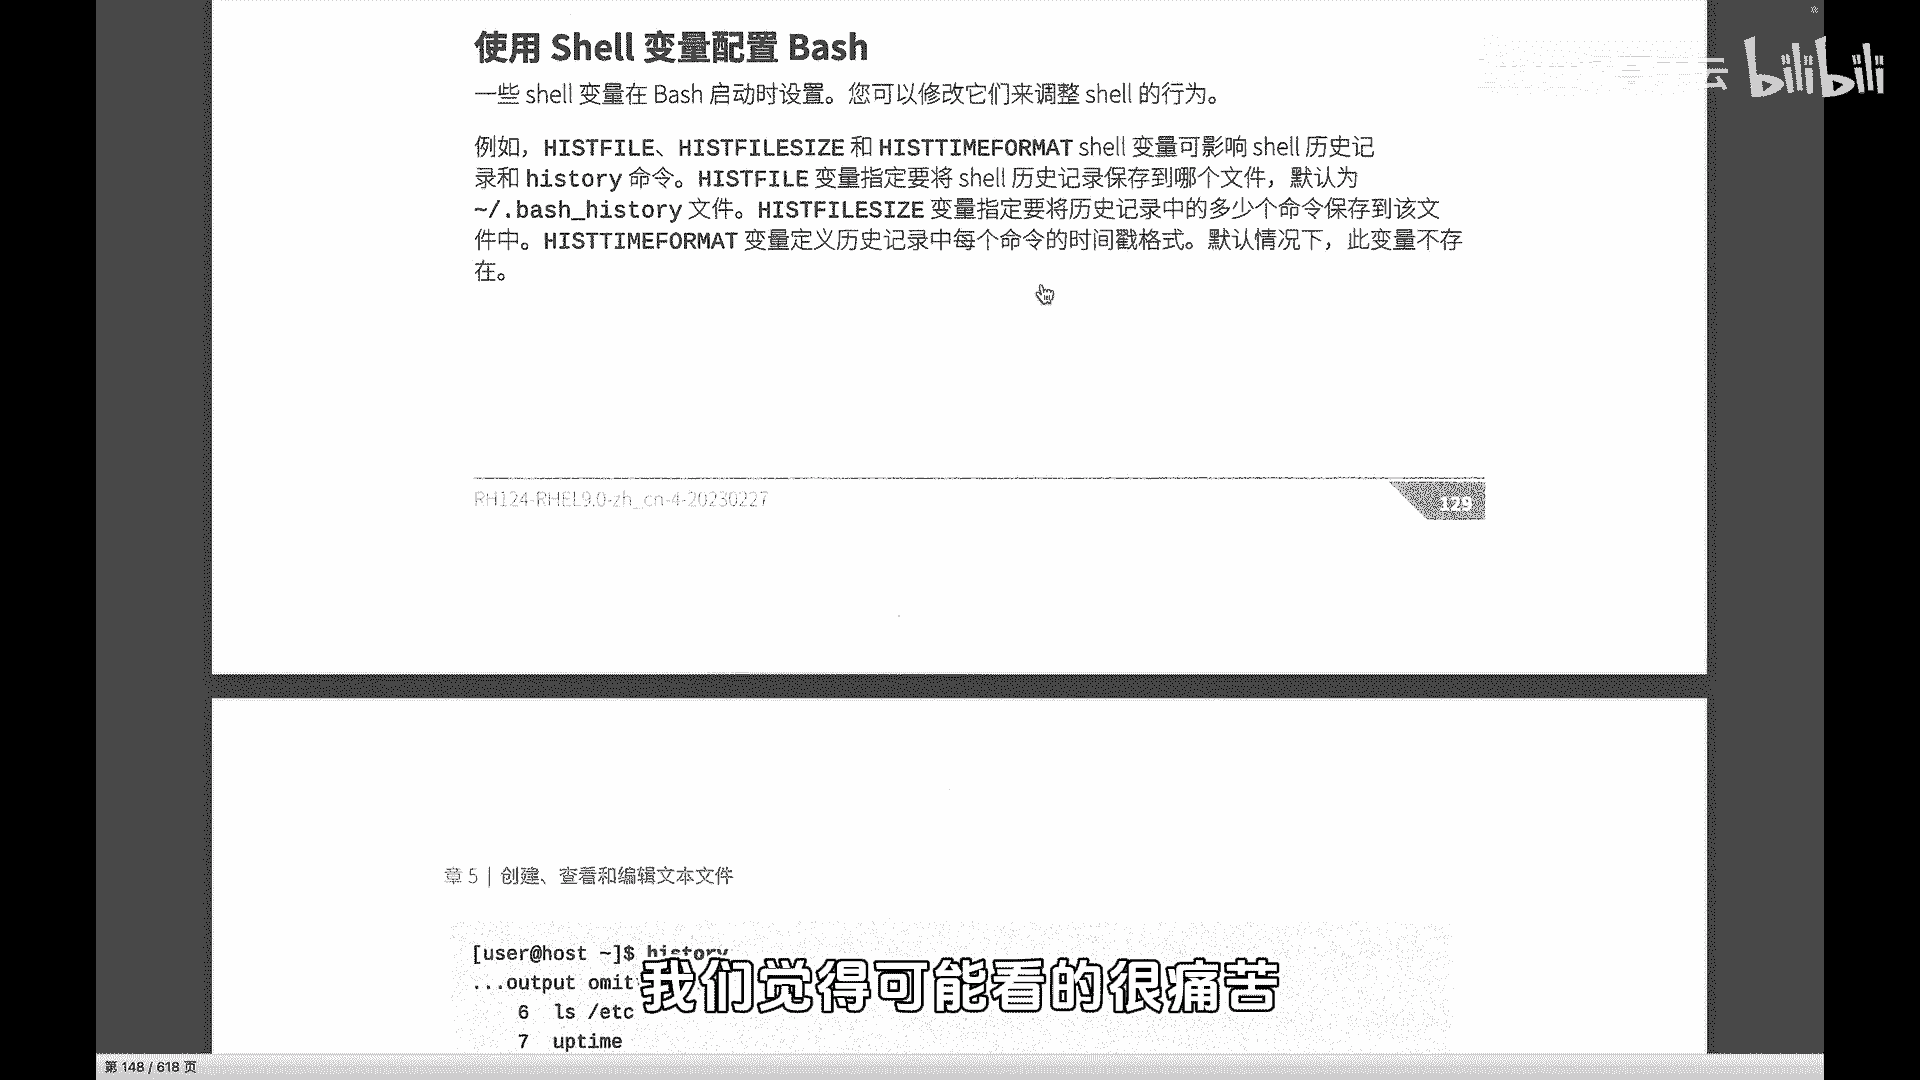 使用 Shell 变量配置 Bash
一些 shell 变量在 Bash 启动时设置。您可以修改它们来调整 shell 的行为。
例如，HISTFILE、HISTFILESIZE 和 HISTTIMEFORMAT shell 变量可影响 shell 历史记
录和 history 命令。HISTFILE 变量指定要将 shell 历史记录保存到哪个文件，默认为
~/.bash_history 文件。HISTFILESIZE 变量指定要将历史记录中的多少个命令保存到该文
件中。HISTTIMEFORMAT 变量定义历史记录中每个命令的时间戳格式。默认情况下，此变量不存
在。
RH124-RHEL9.0-zh_cn-4-20230227
129
章 5 | 创建、查看和编辑文本文件
[user@host ~]$ history
...output omit
6 ls /etc
7 uptime
我们觉得可能看的很痛苦
第 148 / 618 页
云 bilibili